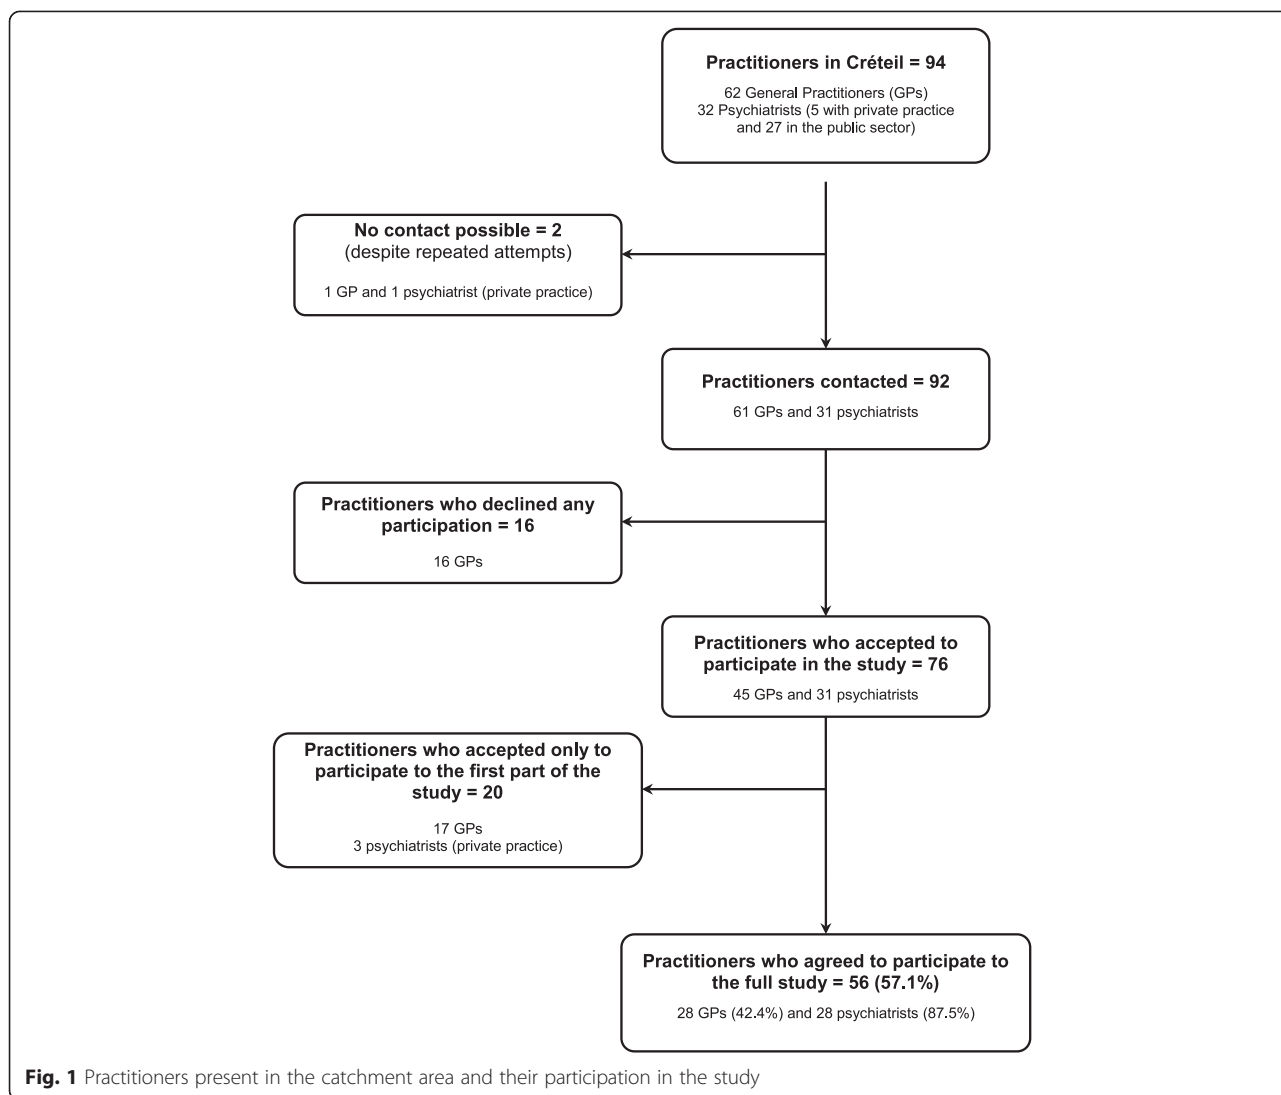 Practitioners in Créteil = 94
62 General Practitioners (GPs)
32 Psychiatrists (5 with private practice
and 27 in the public sector)
No contact possible = 2
(despite repeated attempts)
1 GP and 1 psychiatrist (private practice)
Practitioners contacted = 92
61 GPs and 31 psychiatrists
Practitioners who declined any
participation = 16
16 GPs
Practitioners who accepted to
participate in the study = 76
45 GPs and 31 psychiatrists
Practitioners who accepted only to
participate to the first part of the
study = 20
17 GPs
3 psychiatrists (private practice)
Practitioners who agreed to participate to
the full study = 56 (57.1%)
28 GPs (42.4%) and 28 psychiatrists (87.5%)
Fig. 1 Practitioners present in the catchment area and their participation in the study